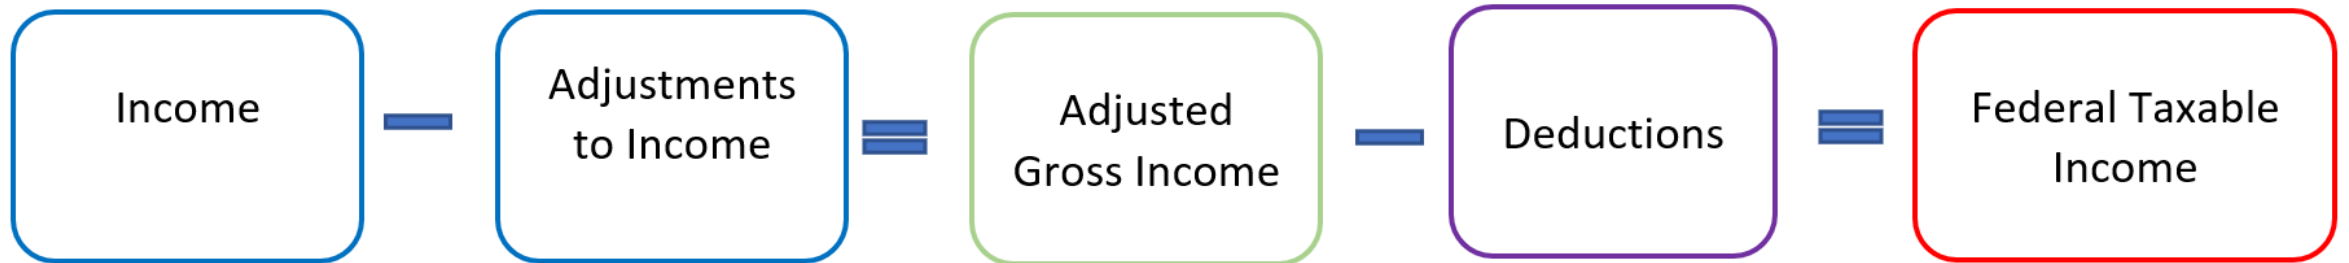 Income
Adjustments
to Income
Adjusted
Gross Income
Deductions
Federal Taxable
Income